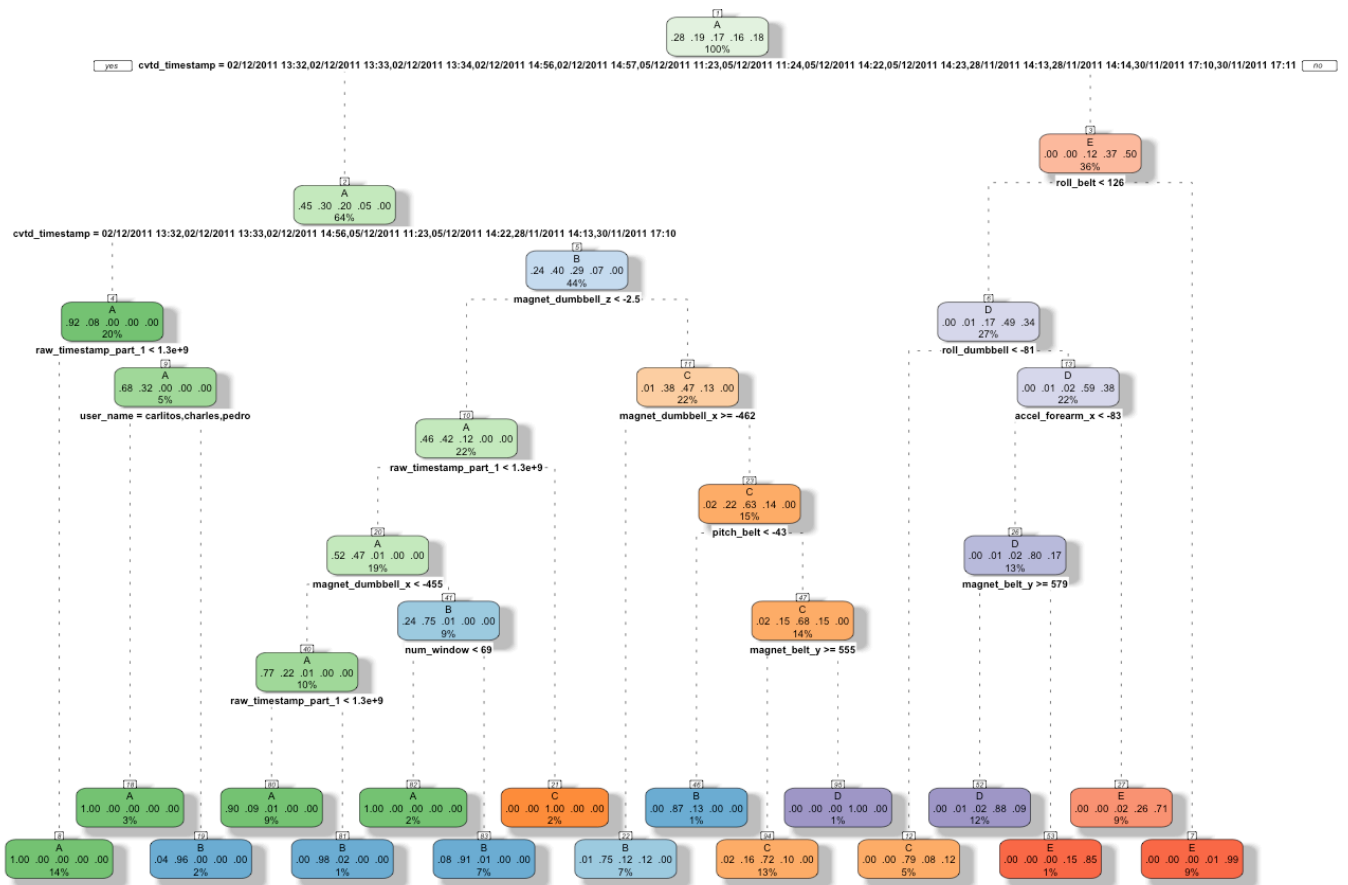 1
A
.28 .19 .17 .16 .18
100%
yes cvtd_timestamp = 02/12/2011 13:32,02/12/2011 13:33,02/12/2011 13:34,02/12/2011 14:56,02/12/2011 14:57,05/12/2011 11:23,05/12/2011 11:24,05/12/2011 14:22,05/12/2011 14:23,28/11/2011 14:13,28/11/2011 14:14,30/11/2011 17:10,30/11/2011 17:11 no
3
E
.00 .00 .12 .37 .50
36%
roll_belt < 126
2
A
.45 .30 .20 .05 .00
64%
cvtd_timestamp = 02/12/2011 13:32,02/12/2011 13:33,02/12/2011 14:56,05/12/2011 11:23,05/12/2011 14:22,28/11/2011 14:13,30/11/2011 17:10
5
B
.24 .40 .29 .07 .00
44%
magnet_dumbbell_z < -2.5
4
A
.92 .08 .00 .00 .00
20%
raw_timestamp_part_1 < 1.3e+9
6
D
.00 .01 .17 .49 .34
27%
roll_dumbbell < -81
9
A
.68 .32 .00 .00 .00
5%
user_name = carlitos,charles,pedro
11
C
.01 .38 .47 .13 .00
22%
magnet_dumbbell_x >= -462
13
D
.00 .01 .02 .59 .38
22%
accel_forearm_x < -83
10
A
.46 .42 .12 .00 .00
22%
raw_timestamp_part_1 < 1.3e+9
23
C
.02 .22 .63 .14 .00
15%
pitch_belt < -43
20
A
.52 .47 .01 .00 .00
19%
magnet_dumbbell_x < -455
26
D
.00 .01 .02 .80 .17
13%
magnet_belt_y >= 579
41
B
.24 .75 .01 .00 .00
9%
num_window < 69
47
C
.02 .15 .68 .15 .00
14%
magnet_belt_y >= 555
40
A
.77 .22 .01 .00 .00
10%
raw_timestamp_part_1 < 1.3e+9
18
A
1.00 .00 .00 .00 .00
3%
80
A
.90 .09 .01 .00 .00
9%
82
A
1.00 .00 .00 .00 .00
2%
21
C
.00 .00 1.00 .00 .00
2%
46
B
.00 .87 .13 .00 .00
1%
95
D
.00 .00 .00 1.00 .00
1%
52
D
.00 .01 .02 .88 .09
12%
27
E
.00 .00 .02 .26 .71
9%
8
A
1.00 .00 .00 .00 .00
14%
19
B
.04 .96 .00 .00 .00
2%
81
B
.00 .98 .02 .00 .00
1%
83
B
.08 .91 .01 .00 .00
7%
22
B
.01 .75 .12 .12 .00
7%
94
C
.02 .16 .72 .10 .00
13%
12
C
.00 .00 .79 .08 .12
5%
53
E
.00 .00 .00 .15 .85
1%
7
E
.00 .00 .00 .01 .99
9%